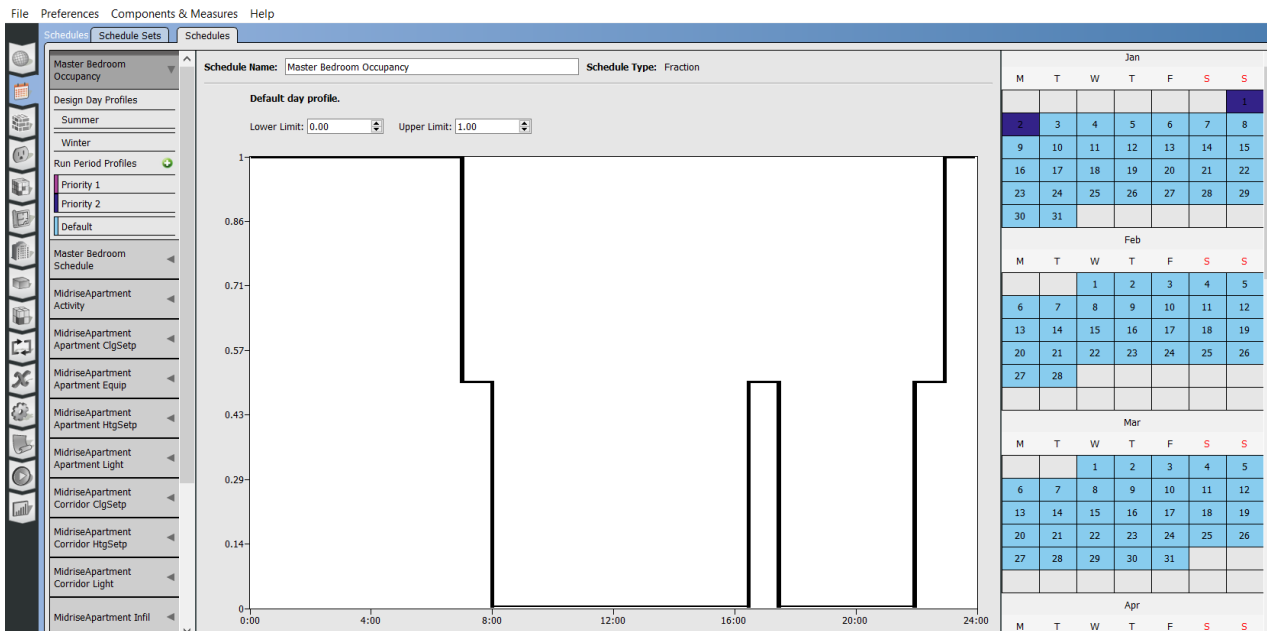 File Preferences Components & Measures Help
Schedules Schedule Sets Schedules
Master Bedroom
Occupancy
Design Day Profiles
Summer
Winter
Run Period Profiles
Priority 1
Priority 2
Default
Master Bedroom
Schedule
MidriseApartment
Activity
MidriseApartment
Apartment ClgSetp
MidriseApartment
Apartment Equip
MidriseApartment
Apartment HtgSetp
MidriseApartment
Apartment Light
MidriseApartment
Corridor ClgSetp
MidriseApartment
Corridor HtgSetp
MidriseApartment
Corridor Light
MidriseApartment Infil
Schedule Name: Master Bedroom Occupancy Schedule Type: Fraction
Default day profile.
Lower Limit: 0.00 Upper Limit: 1.00
1
0.86
0.71
0.57
0.43
0.29
0.14
0
0:00 4:00 8:00 12:00 16:00 20:00 24:00
Jan
M T W T F S S
1
2 3 4 5 6 7 8
9 10 11 12 13 14 15
16 17 18 19 20 21 22
23 24 25 26 27 28 29
30 31
Feb
M T W T F S S
1 2 3 4 5
6 7 8 9 10 11 12
13 14 15 16 17 18 19
20 21 22 23 24 25 26
27 28
Mar
M T W T F S S
1 2 3 4 5
6 7 8 9 10 11 12
13 14 15 16 17 18 19
20 21 22 23 24 25 26
27 28 29 30 31
Apr
M T W T F S S